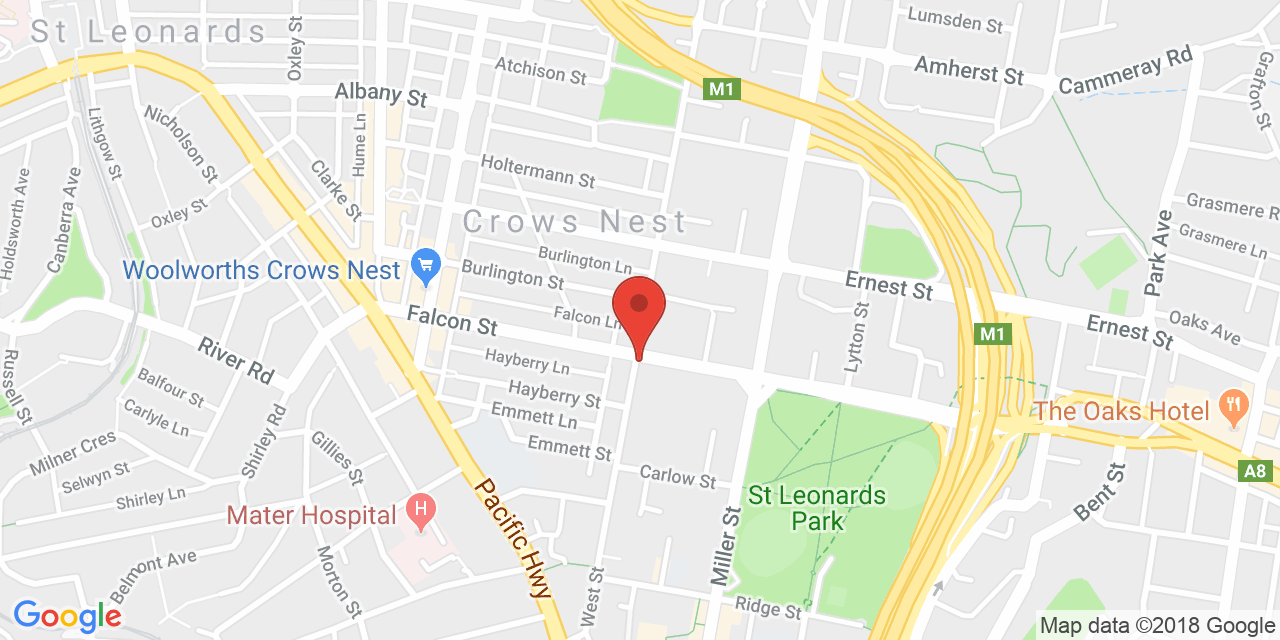 St Leonards
Oxley St
Lumsden St
Atchison St
Amherst St
Cammeray Rd
Grafton St
M1
Albany St
Lithgow St
Nicholson St
Hume Ln
Holtermann St
Clarke St
Holdsworth Ave
Canberra Ave
Oxley St
Crows Nest
Grasmere R
Grasmere Ln
Park Ave
Woolworths Crows Nest
Burlington Ln
Burlington St
Ernest St
Falcon St
Falcon Ln
Lytton St
M1
Ernest St
Oaks Ave
River Rd
Hayberry Ln
Russell St
Balfour St
Hayberry St
Carlyle Ln
Emmett Ln
The Oaks Hotel
Shirley Rd
Gillies St
Emmett St
Milner Cres
Selwyn St
Carlow St
A8
Shirley Ln
Pacific Hwy
St Leonards
Park
Bent St
Mater Hospital
H
Miller St
Belmont Ave
Morton St
West St
Ridge St
Google
Map data ©2018 Google